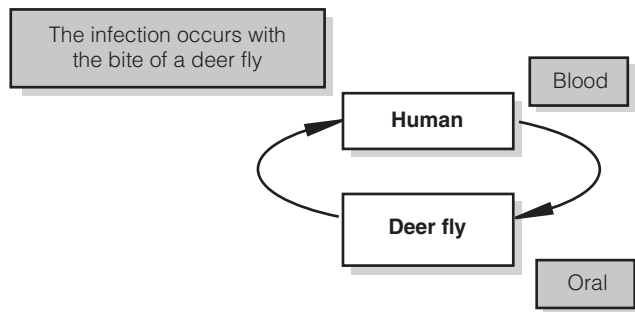 The infection occurs with
the bite of a deer fly
Blood
Human
Deer fly
Oral